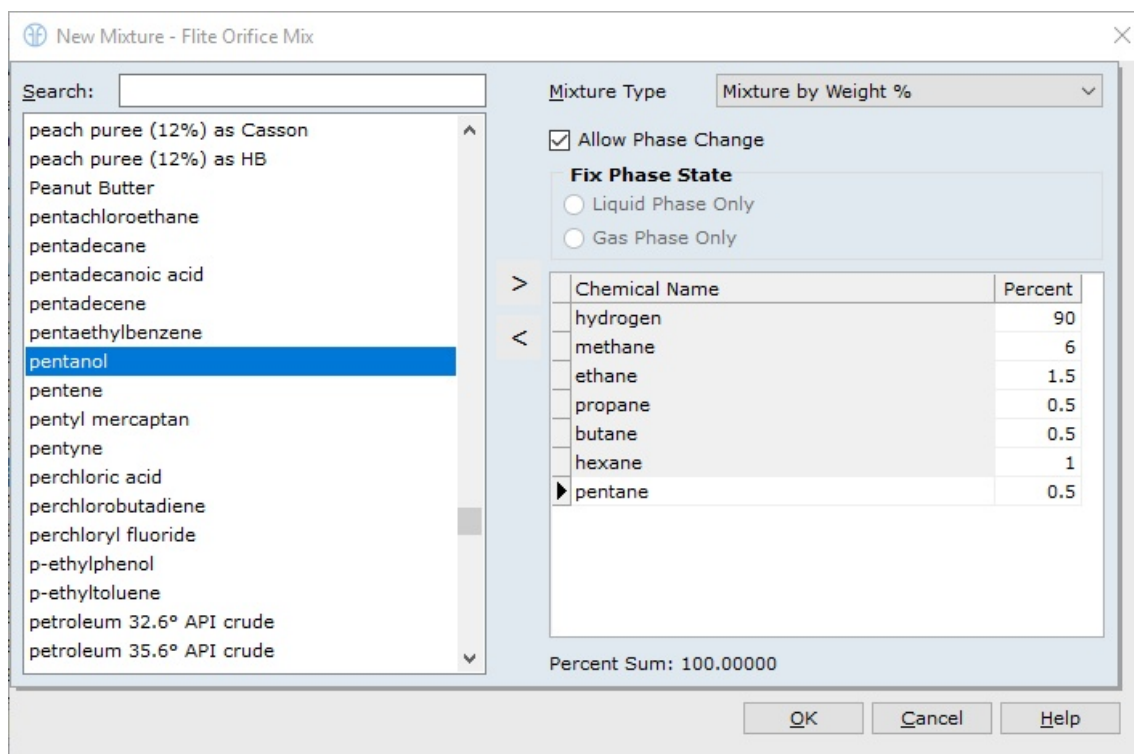 New Mixture - Flite Orifice Mix
Search:
peach puree (12%) as Casson
peach puree (12%) as HB
Peanut Butter
pentachloroethane
pentadecane
pentadecanoic acid
pentadecene
pentaethylbenzene
pentanol
pentene
pentyl mercaptan
pentyne
perchloric acid
perchlorobutadiene
perchloryl fluoride
p-ethylphenol
p-ethyltoluene
petroleum 32.6° API crude
petroleum 35.6° API crude
>
<
Mixture Type Mixture by Weight %
Allow Phase Change
Fix Phase State
Liquid Phase Only
Gas Phase Only
Chemical Name Percent
hydrogen 90
methane 6
ethane 1.5
propane 0.5
butane 0.5
hexane 1
pentane 0.5
Percent Sum: 100.00000
OK Cancel Help